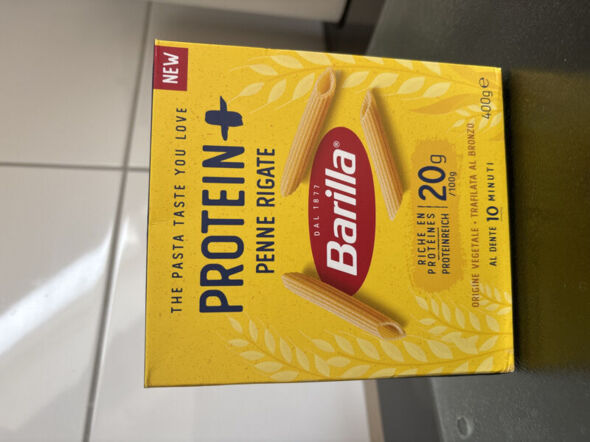 NEW
THE PASTA TASTE YOU LOVE
PROTEIN+
PENNE RIGATE
DAL 1877
Barilla®
RICHE EN
PROTÉINES
PROTEINREICH
20g
/100g
ORIGINE VEGETALE • TRAFILATA AL BRONZO
AL DENTE 10 MINUTI
400g e